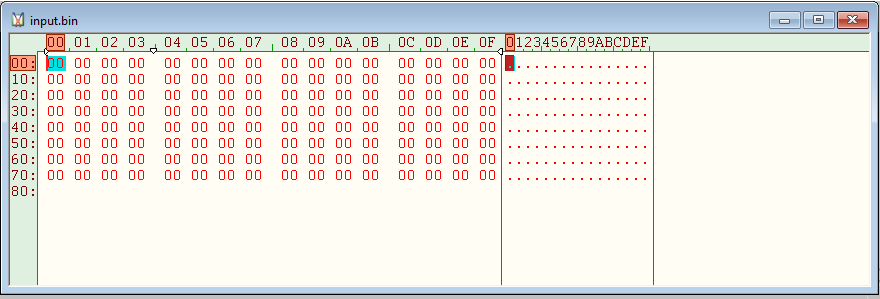 input.bin
00 01 02 03 04 05 06 07 08 09 0A 0B 0C 0D 0E 0F 0123456789ABCDEF
00: 00 00 00 00 00 00 00 00 00 00 00 00 00 00 00 00 ................
10: 00 00 00 00 00 00 00 00 00 00 00 00 00 00 00 00 ................
20: 00 00 00 00 00 00 00 00 00 00 00 00 00 00 00 00 ................
30: 00 00 00 00 00 00 00 00 00 00 00 00 00 00 00 00 ................
40: 00 00 00 00 00 00 00 00 00 00 00 00 00 00 00 00 ................
50: 00 00 00 00 00 00 00 00 00 00 00 00 00 00 00 00 ................
60: 00 00 00 00 00 00 00 00 00 00 00 00 00 00 00 00 ................
70: 00 00 00 00 00 00 00 00 00 00 00 00 00 00 00 00 ................
80: